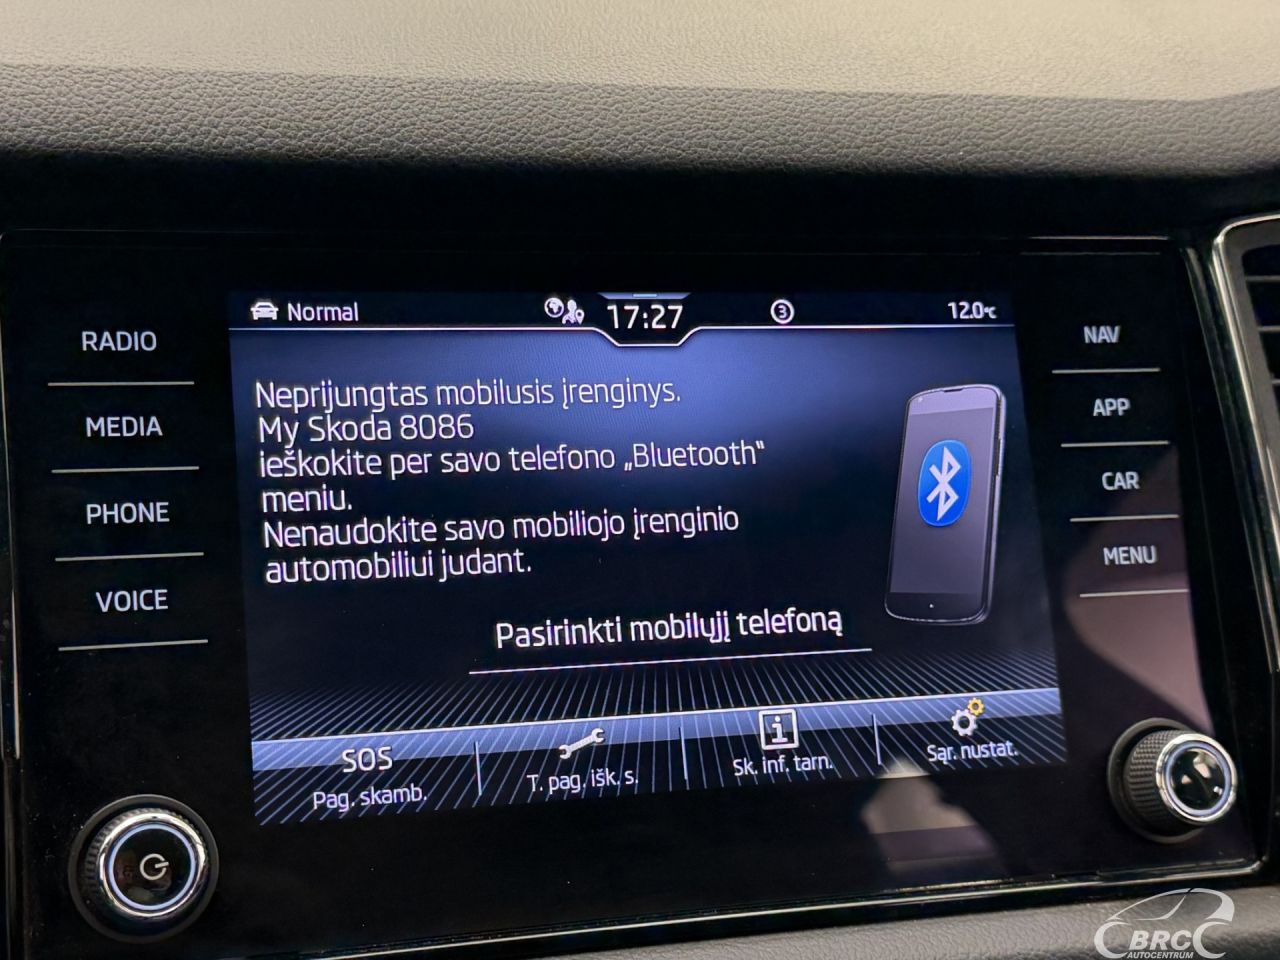 Normal
17:27
3
12.0°C
RADIO
MEDIA
PHONE
VOICE
Neprijungtas mobilusis įrenginys.
My Skoda 8086
ieškokite per savo telefono „Bluetooth“
meniu.
Nenaudokite savo mobiliojo įrenginio
automobiliui judant.
Pasirinkti mobilųjį telefoną
SOS
Pag. skamb.
T. pag. išk. s.
i
Sk. inf. tarn.
Sąr. nustat.
NAV
APP
CAR
MENU
BRC
AUTOCENTRUM